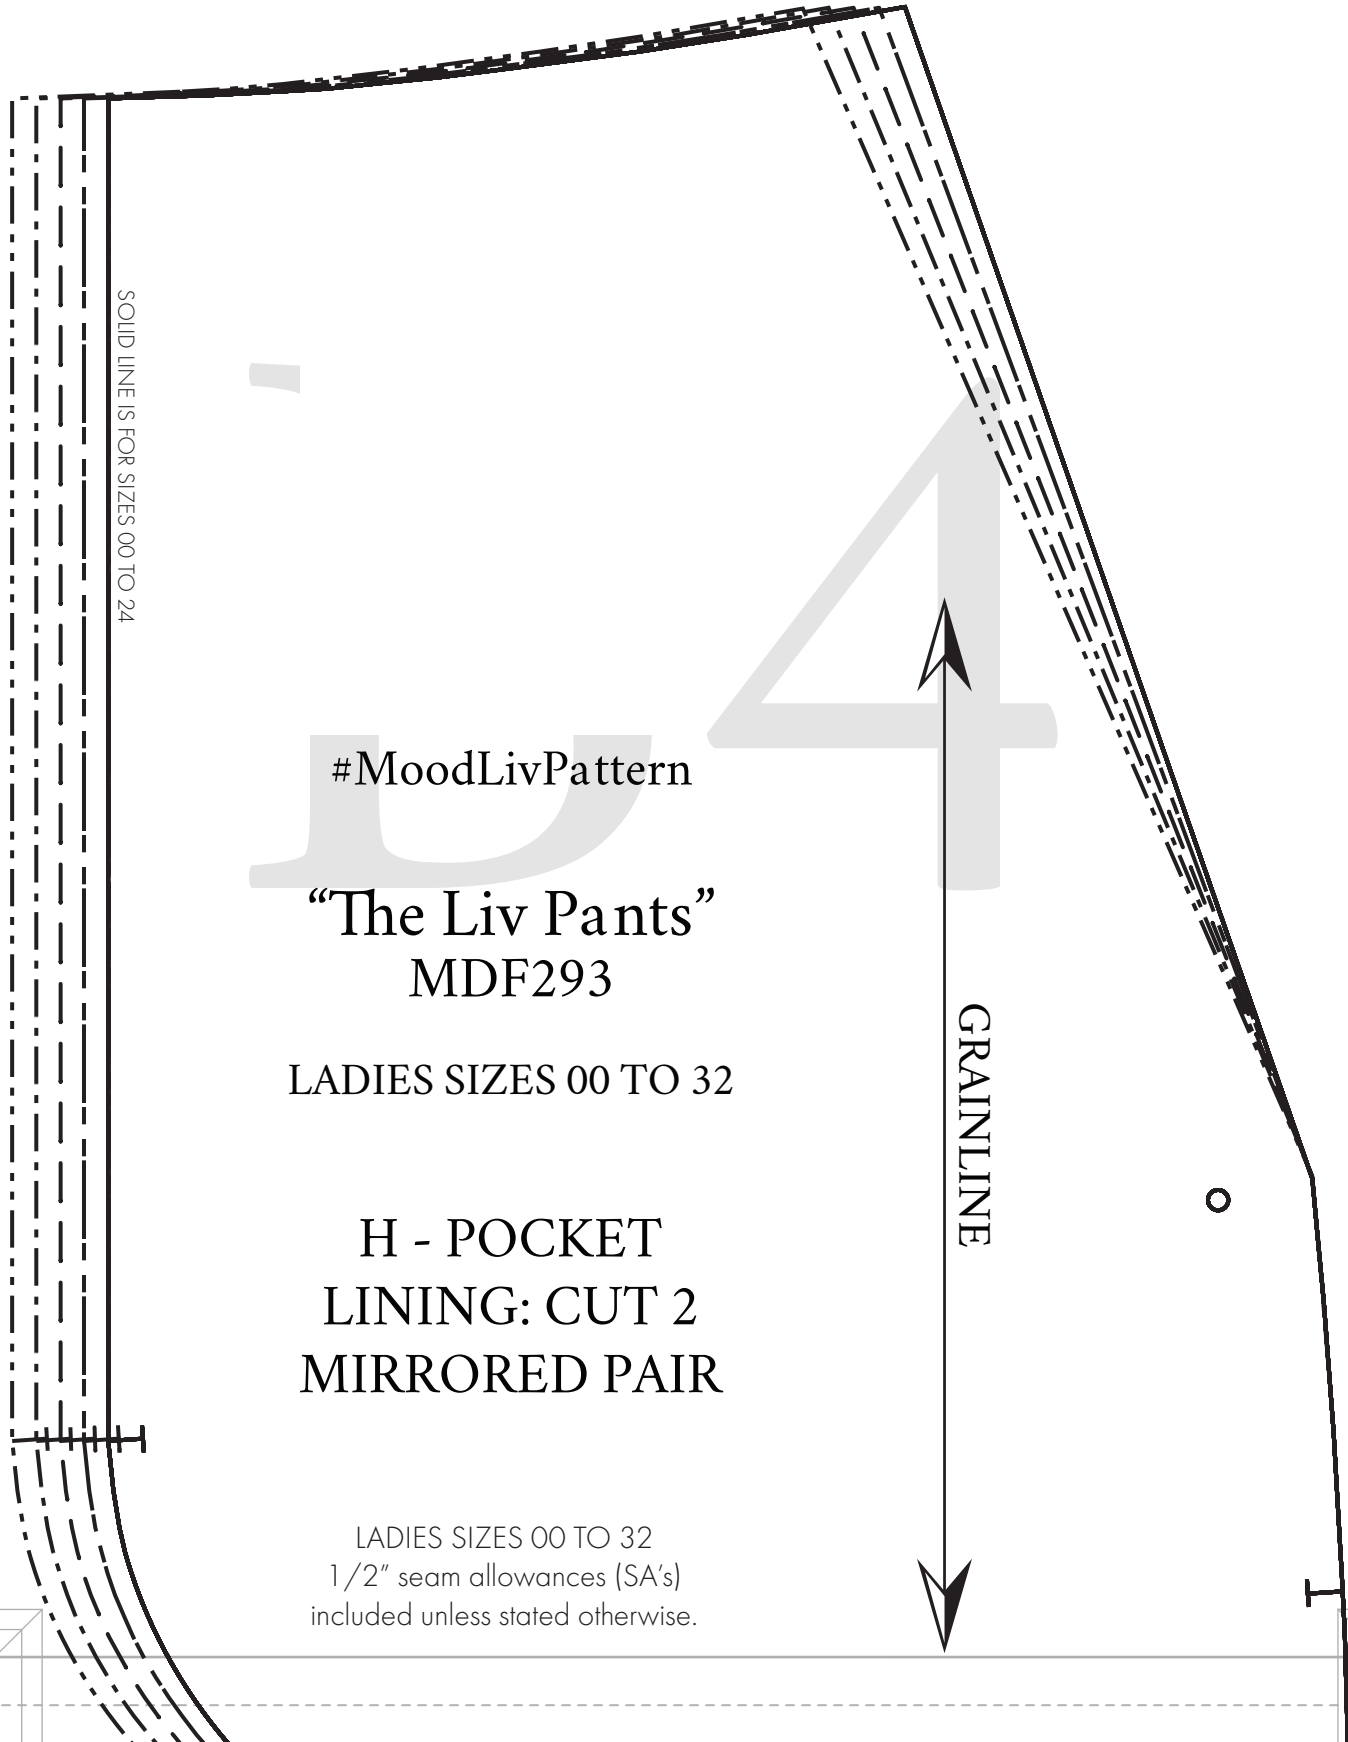 SOLID LINE IS FOR SIZES 00 TO 24
#MoodLivPattern
“The Liv Pants”
MDF293
LADIES SIZES 00 TO 32
GRAINLINE
H - POCKET
LINING: CUT 2
MIRRORED PAIR
LADIES SIZES 00 TO 32
1/2” seam allowances (SA’s)
included unless stated otherwise.